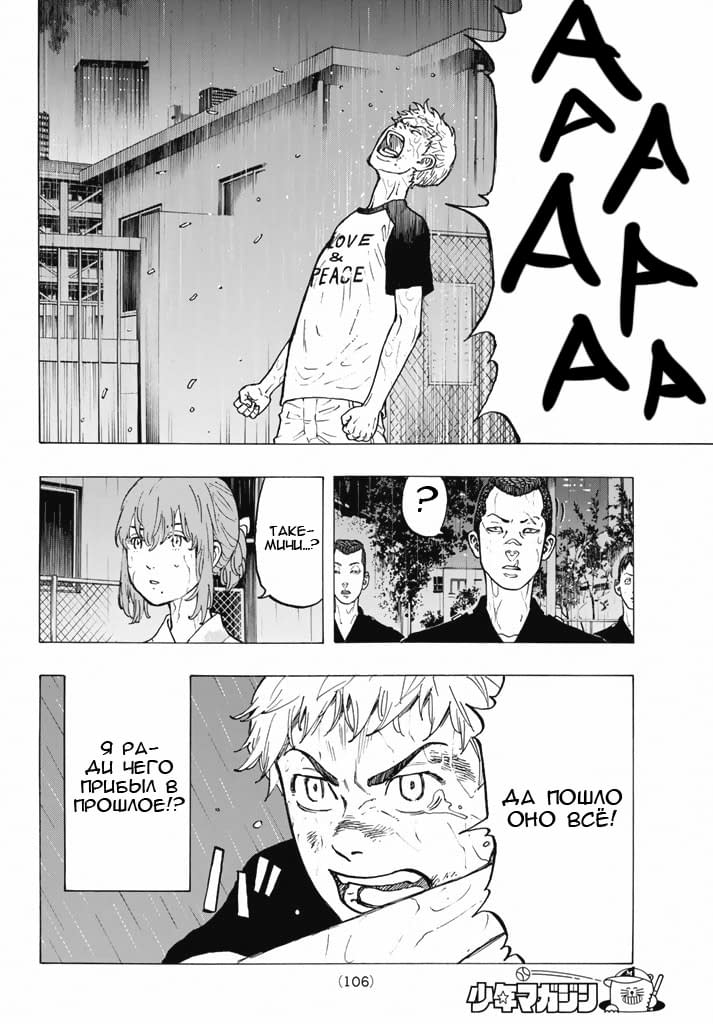 А А А
А А А
А А
LOVE
&
PEACE
?
ТАКЕ-
МИЧИ...?
ДА ПОШЛО
ОНО ВСЁ!
Я РА-
ДИ ЧЕГО
ПРИБЫЛ В
ПРОШЛОЕ!?
(106)
少年マガジン